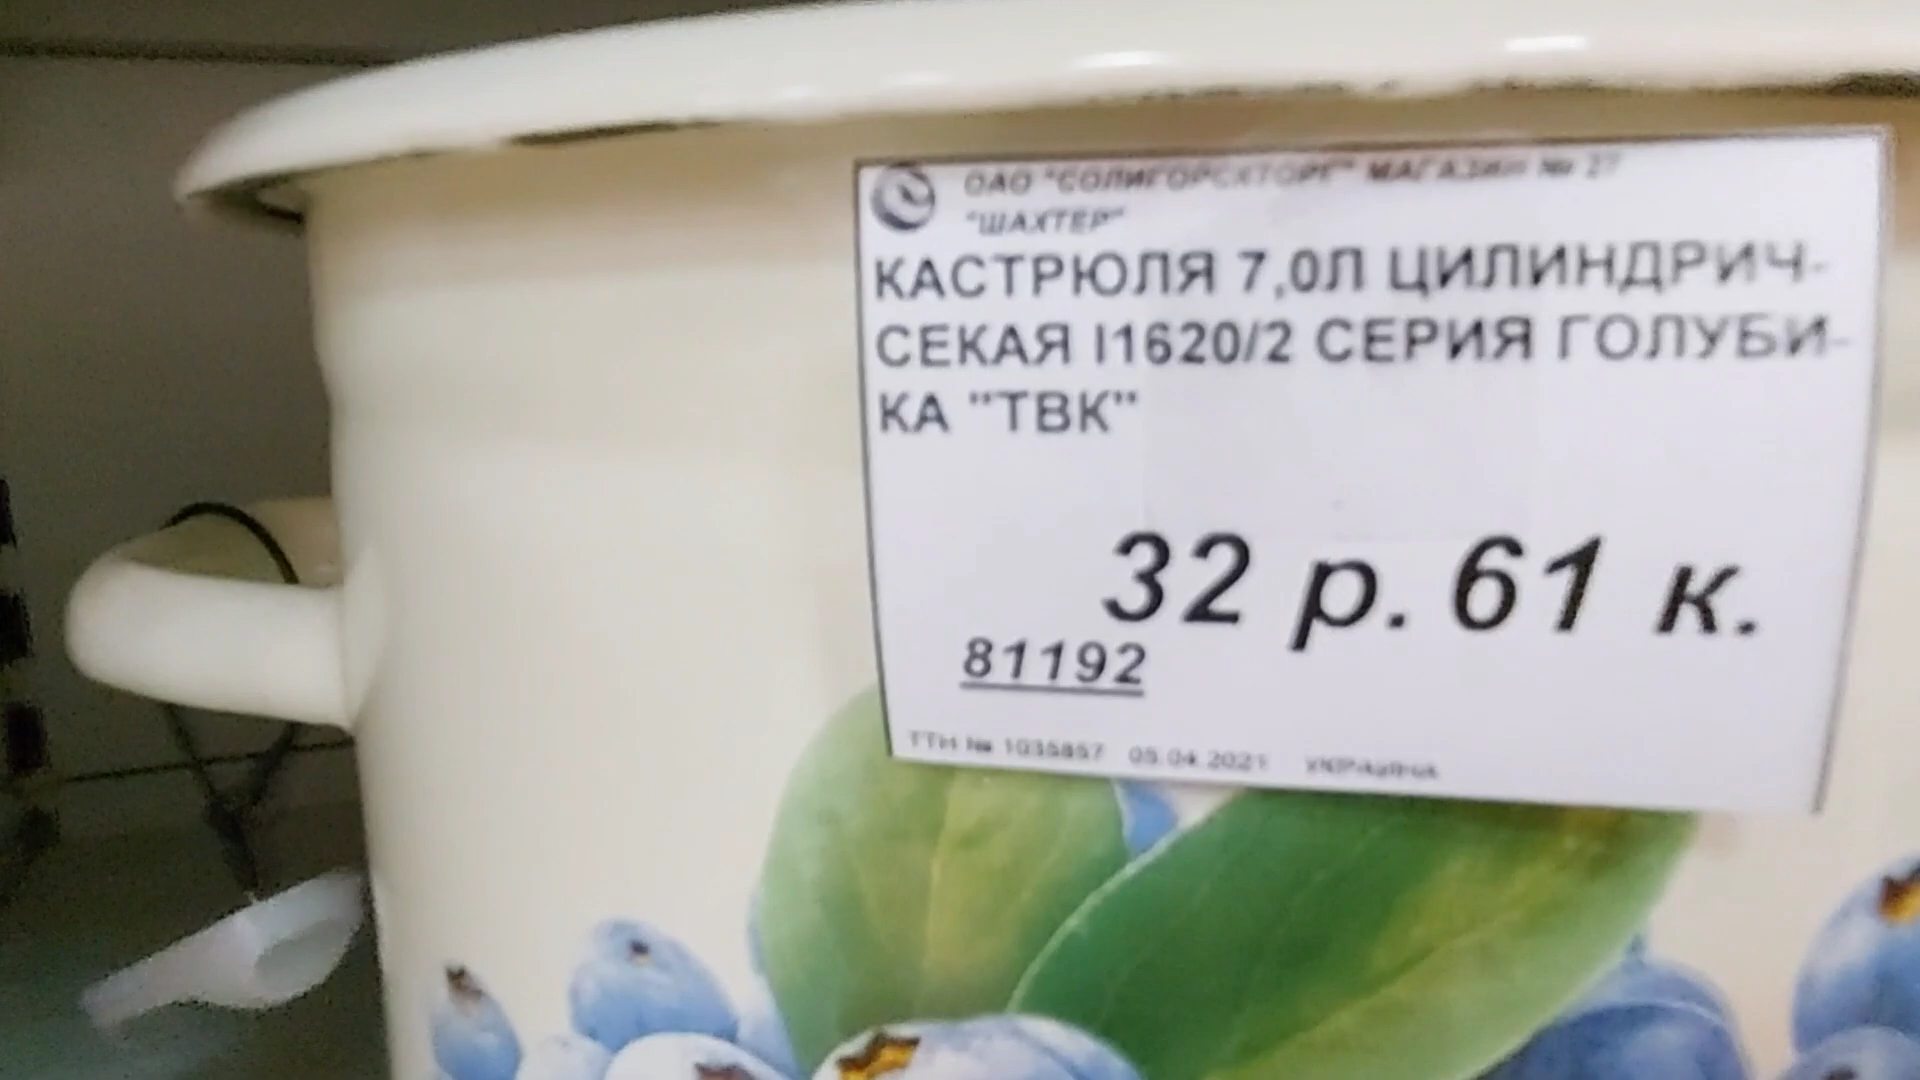 ОАО "СОЛИГОРСКТОРГ" МАГАЗИН № 27
"ШАХТЕР"
КАСТРЮЛЯ 7,0Л ЦИЛИНДРИЧ-
СЕКАЯ I1620/2 СЕРИЯ ГОЛУБИ-
КА "ТВК"
32 р. 61 к.
81192
ТТН № 1035857 05.04.2021 УКРАИНА